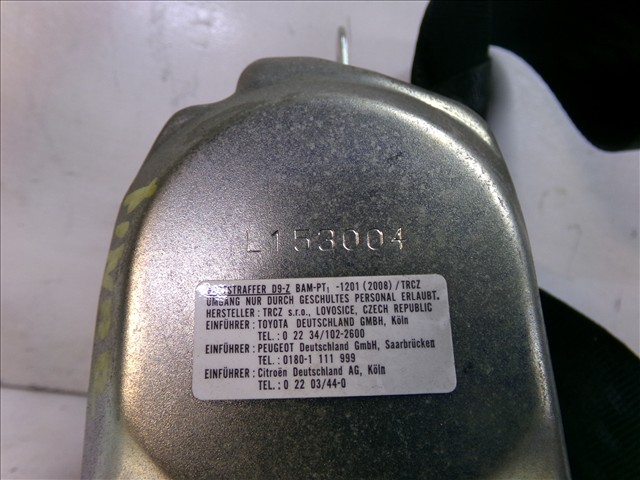 L153004
D9-Z BAM-PT₁ -1201 (2008) / TRCZ
UMGANG NUR DURCH GESCHULTES PERSONAL ERLAUBT.
HERSTELLER : TRCZ s.r.o., LOVOSICE, CZECH REPUBLIC
EINFÜHRER : TOYOTA DEUTSCHLAND GMBH, Köln
TEL.: 0 22 34/102-2600
EINFÜHRER : PEUGEOT Deutschland GmbH, Saarbrücken
TEL.: 0180-1 111 999
EINFÜHRER : Citroën Deutschland AG, Köln
TEL.: 0 22 03/44-0